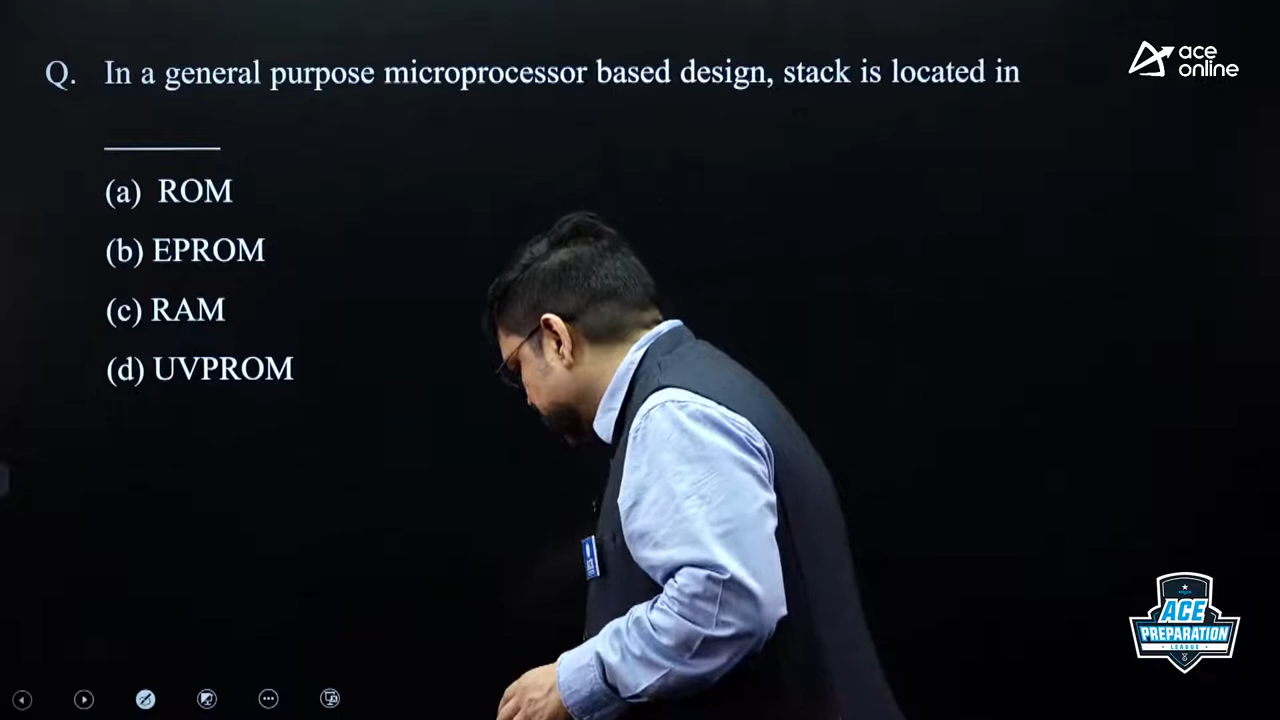 Q. In a general purpose microprocessor based design, stack is located in
________
(a) ROM
(b) EPROM
(c) RAM
(d) UVPROM
ace
online
ACE
PREPARATION
LEAGUE